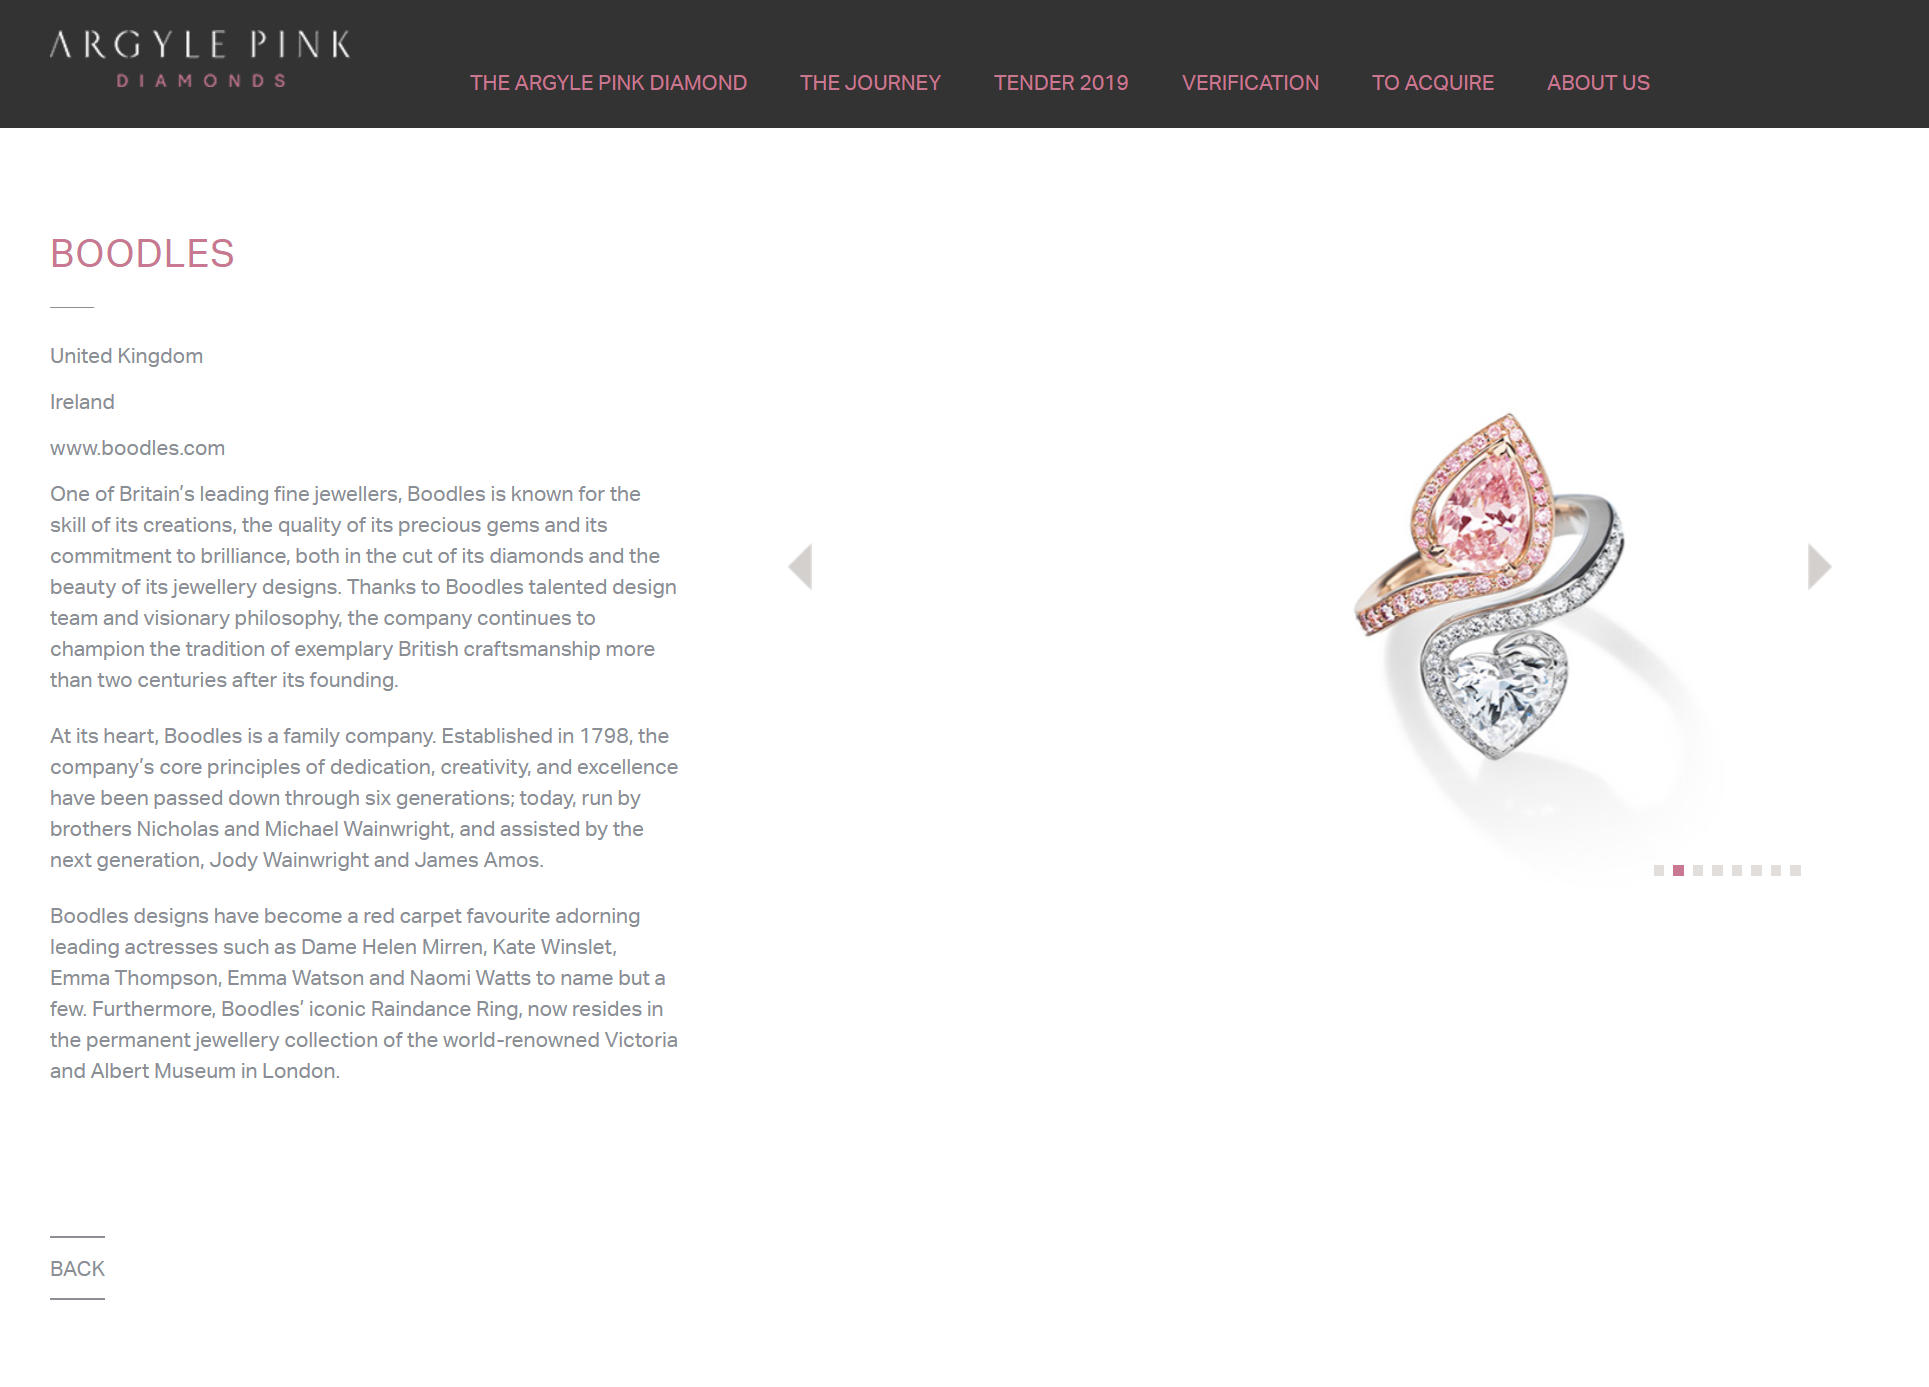 ARGYLE PINK
DIAMONDS
THE ARGYLE PINK DIAMOND
THE JOURNEY
TENDER 2019
VERIFICATION
TO ACQUIRE
ABOUT US
BOODLES
United Kingdom
Ireland
www.boodles.com
One of Britain’s leading fine jewellers, Boodles is known for the
skill of its creations, the quality of its precious gems and its
commitment to brilliance, both in the cut of its diamonds and the
beauty of its jewellery designs. Thanks to Boodles talented design
team and visionary philosophy, the company continues to
champion the tradition of exemplary British craftsmanship more
than two centuries after its founding.
At its heart, Boodles is a family company. Established in 1798, the
company’s core principles of dedication, creativity, and excellence
have been passed down through six generations; today, run by
brothers Nicholas and Michael Wainwright, and assisted by the
next generation, Jody Wainwright and James Amos.
Boodles designs have become a red carpet favourite adorning
leading actresses such as Dame Helen Mirren, Kate Winslet,
Emma Thompson, Emma Watson and Naomi Watts to name but a
few. Furthermore, Boodles’ iconic Raindance Ring, now resides in
the permanent jewellery collection of the world-renowned Victoria
and Albert Museum in London.
BACK